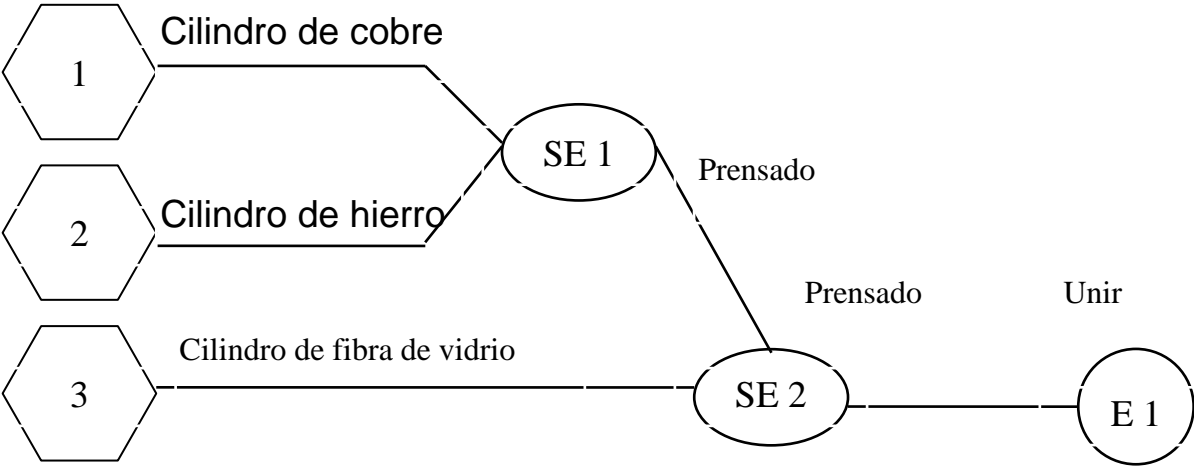 Cilindro de cobre
1
SE 1
Prensado
Cilindro de hierro
2
Prensado
Unir
Cilindro de fibra de vidrio
3
SE 2
E 1